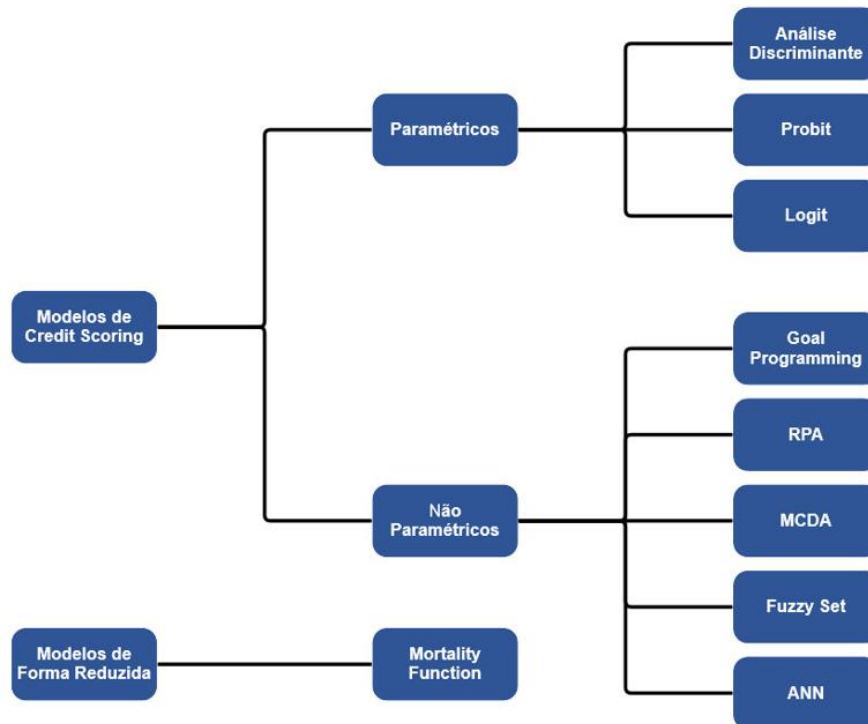 Análise
Discriminante
Paramétricos
Probit
Logit
Modelos de
Credit Scoring
Goal
Programming
RPA
Não
Paramétricos
MCDA
Fuzzy Set
Modelos de
Forma Reduzida
Mortality
Function
ANN